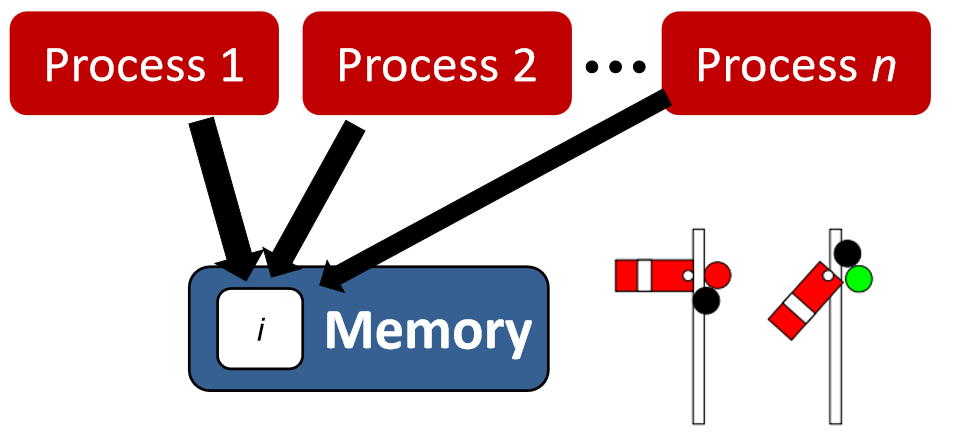 Process 1
Process 2
•••
Process n
i
Memory